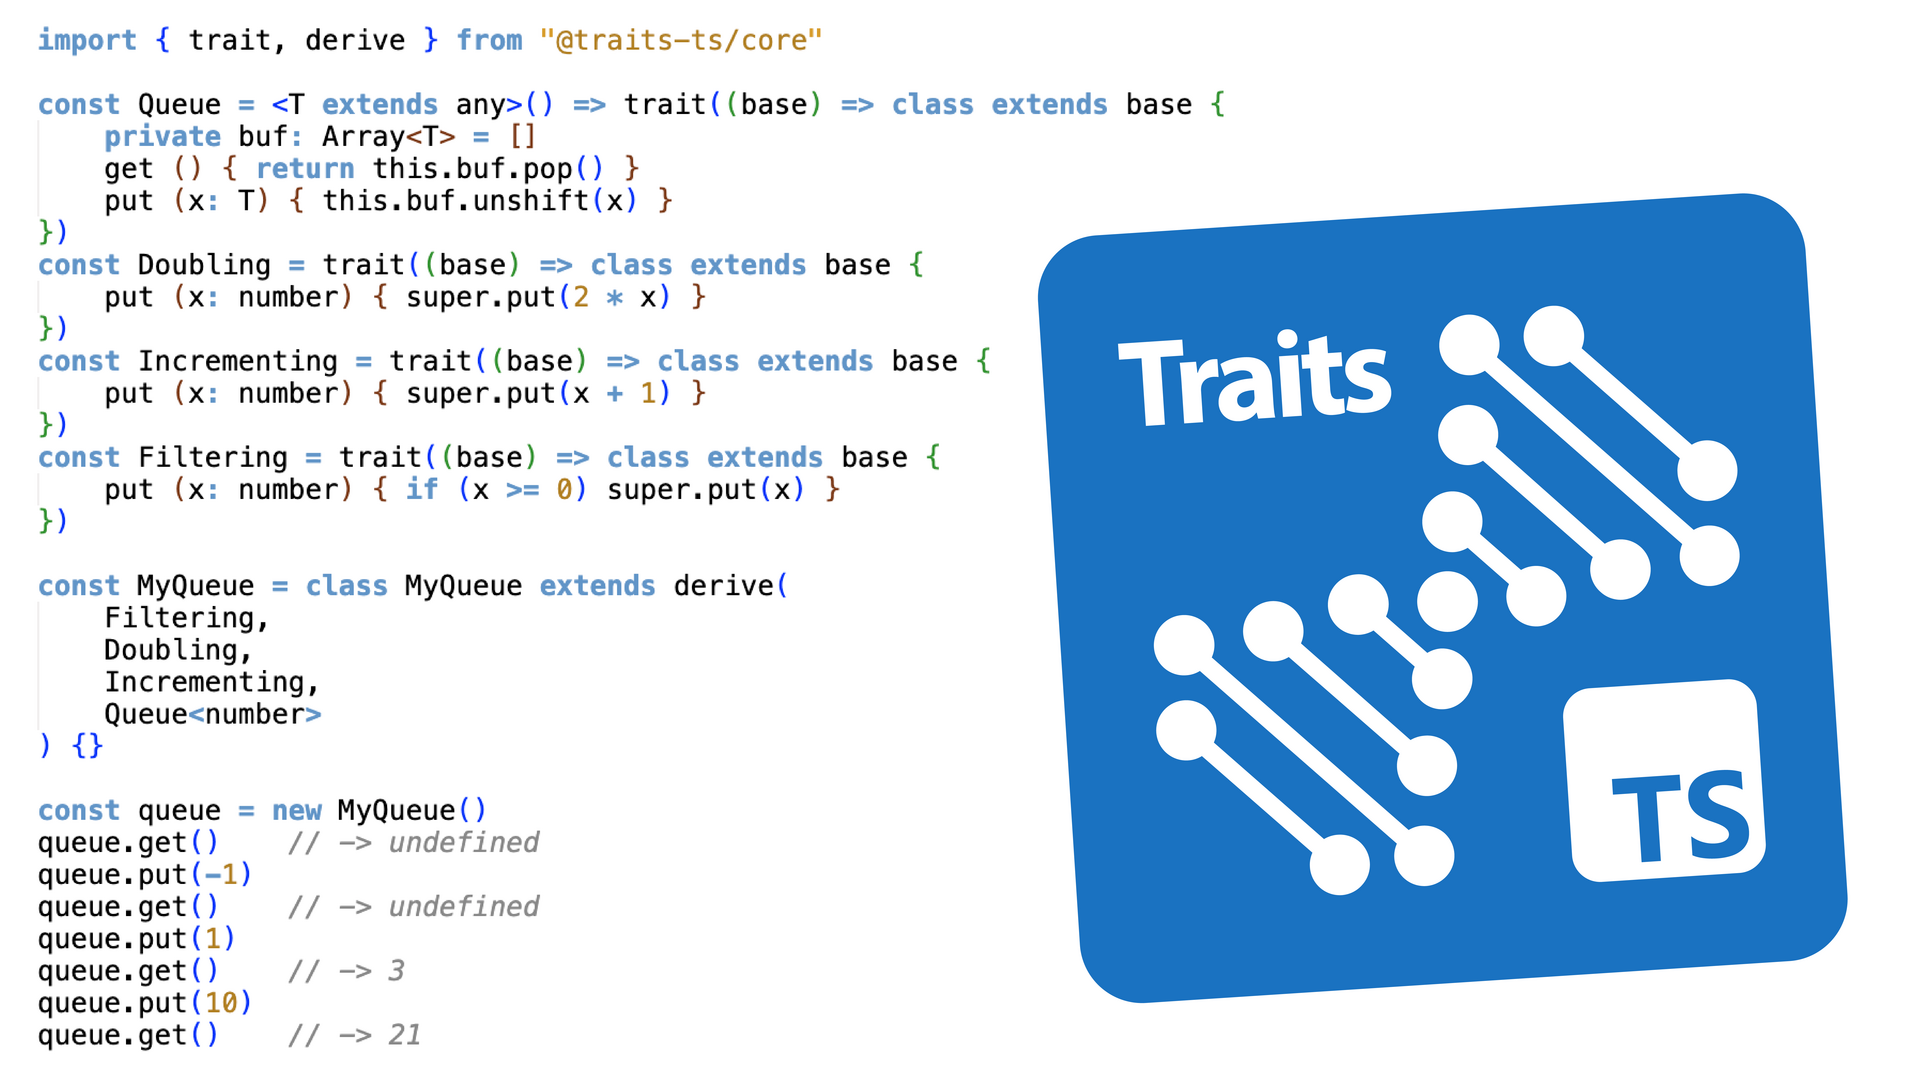 import { trait, derive } from "@traits-ts/core"

const Queue = <T extends any>() => trait((base) => class extends base {
    private buf: Array<T> = []
    get () { return this.buf.pop() }
    put (x: T) { this.buf.unshift(x) }
})
const Doubling = trait((base) => class extends base {
    put (x: number) { super.put(2 * x) }
})
const Incrementing = trait((base) => class extends base {
    put (x: number) { super.put(x + 1) }
})
const Filtering = trait((base) => class extends base {
    put (x: number) { if (x >= 0) super.put(x) }
})

const MyQueue = class MyQueue extends derive(
    Filtering,
    Doubling,
    Incrementing,
    Queue<number>
) {}

const queue = new MyQueue()
queue.get()    // -> undefined
queue.put(-1)
queue.get()    // -> undefined
queue.put(1)
queue.get()    // -> 3
queue.put(10)
queue.get()    // -> 21
Traits
TS